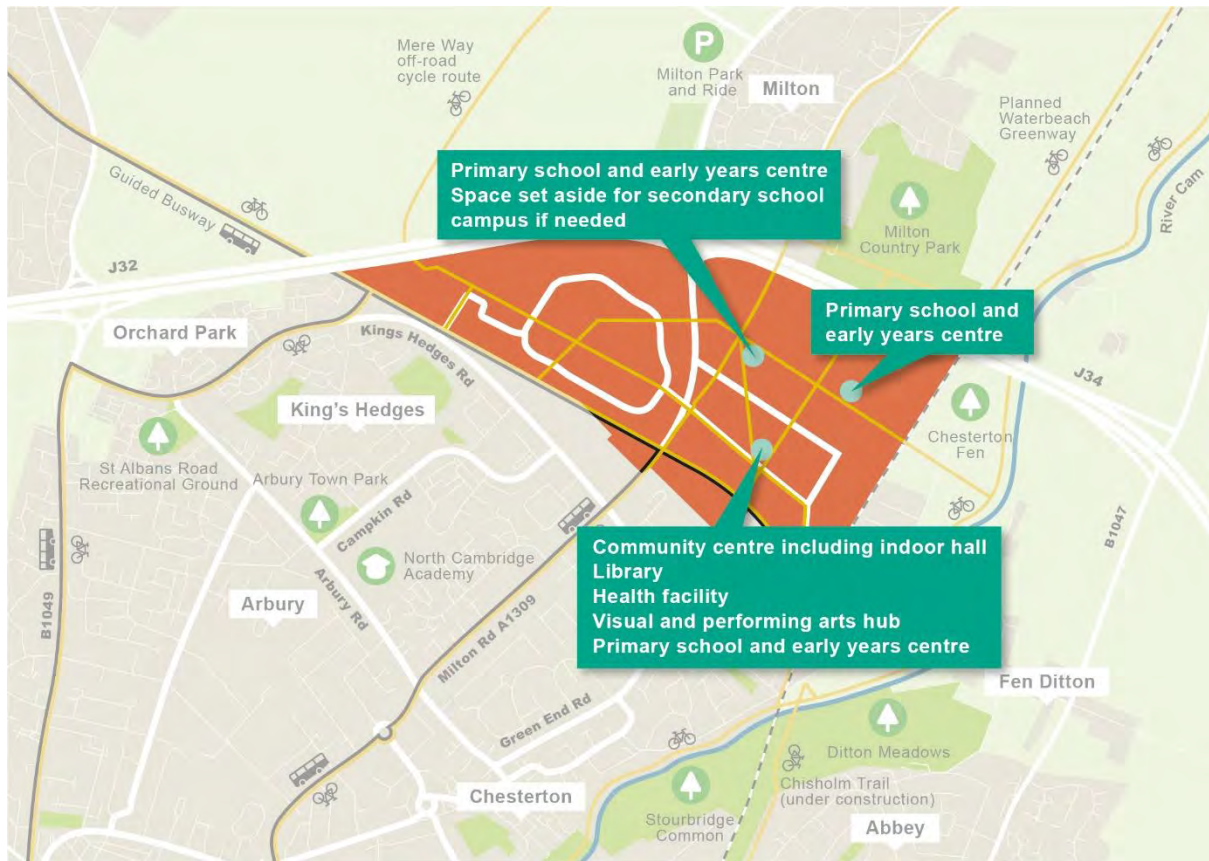 Mere Way
off-road
cycle route
P
Milton Park
and Ride
Milton
Planned
Waterbeach
Greenway
River Cam
Guided Busway
Primary school and early years centre
Space set aside for secondary school
campus if needed
Milton
Country Park
J32
Primary school and
early years centre
Orchard Park
Kings Hedges Rd
J34
King's Hedges
Chesterton
Fen
St Albans Road
Recreational Ground
Arbury Town Park
Campkin Rd
North Cambridge
Academy
B1047
B1049
Arbury
Arbury Rd
Milton Rd A1309
Community centre including indoor hall
Library
Health facility
Visual and performing arts hub
Primary school and early years centre
Fen Ditton
Green End Rd
Ditton Meadows
Chesterton
Chisholm Trail
(under construction)
Stourbridge
Common
Abbey